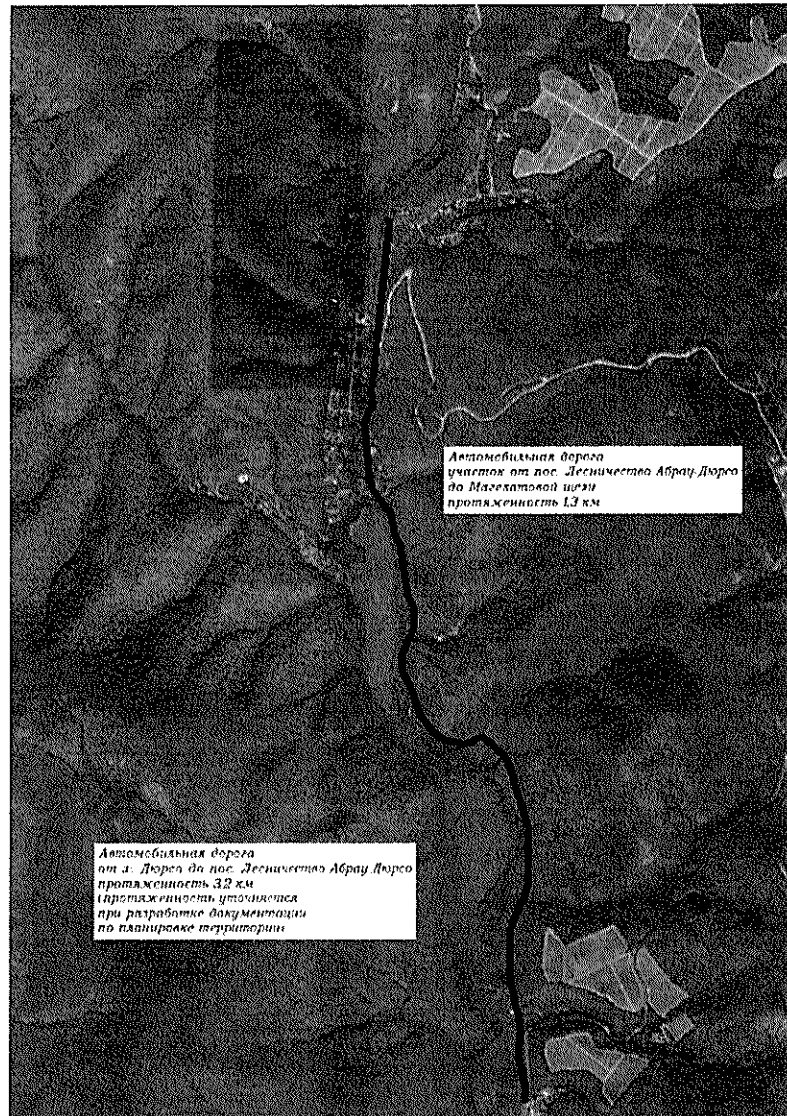 Автомобильная дорога
участок от пос. Лесничество Абрау-Дюрсо
до Магелатовой щели
протяженность 1,3 км
Автомобильная дорога
от х. Дюрсо до пос. Лесничество Абрау Дюрсо
протяженность 3,2 км
(протяженность уточняется
при разработке документации
по планировке территории